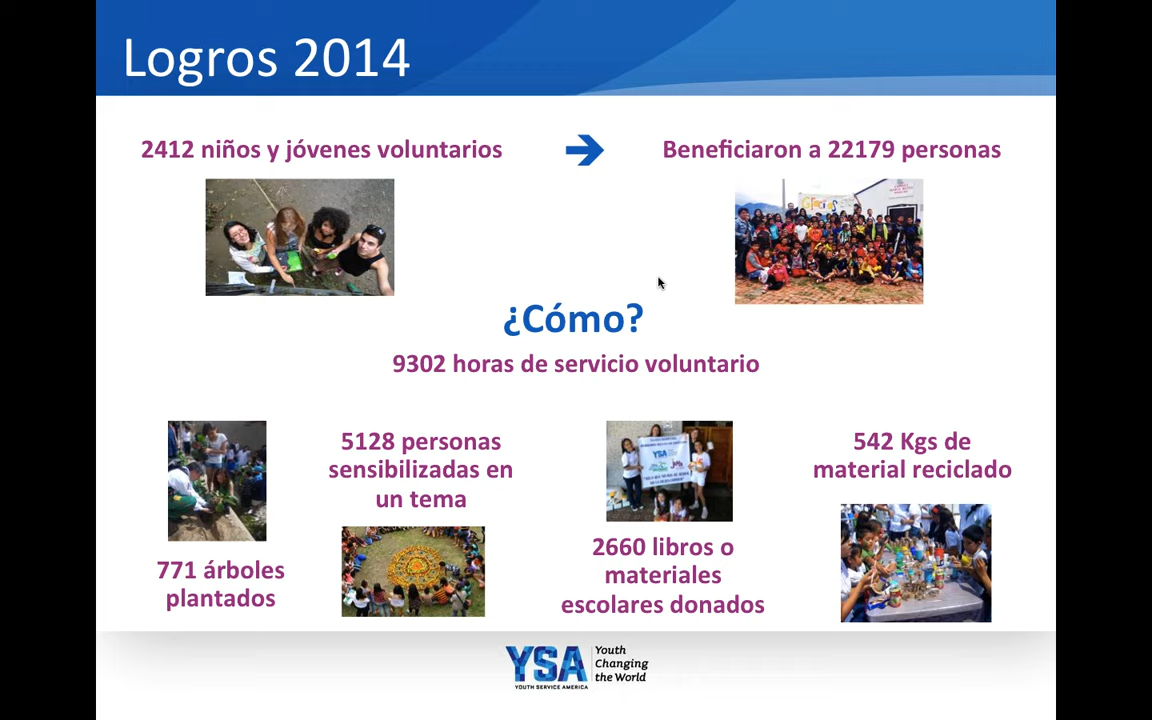 Logros 2014
2412 niños y jóvenes voluntarios
Beneficiaron a 22179 personas
Gracias
¿Cómo?
9302 horas de servicio voluntario
5128 personas
sensibilizadas en
un tema
542 Kgs de
material reciclado
YSA
771 árboles
plantados
2660 libros o
materiales
escolares donados
YSA
YOUTH SERVICE AMERICA
Youth
Changing
the World